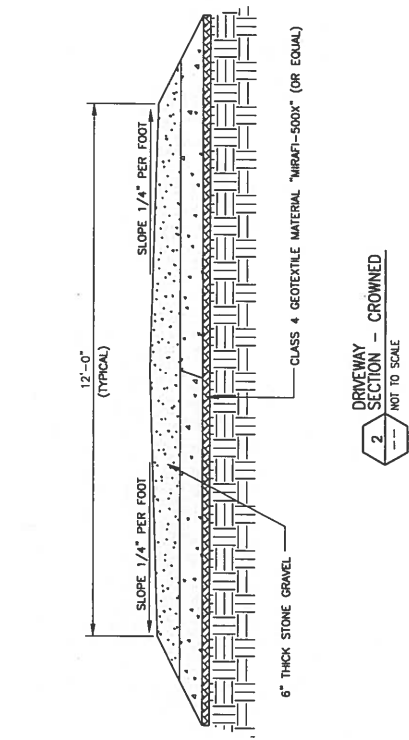 12'-0"
(TYPICAL)
SLOPE 1/4" PER FOOT
SLOPE 1/4" PER FOOT
6" THICK STONE GRAVEL
CLASS 4 GEOTEXTILE MATERIAL "MIRAFI-500X" (OR EQUAL)
2
---
DRIVEWAY
SECTION - CROWNED
NOT TO SCALE